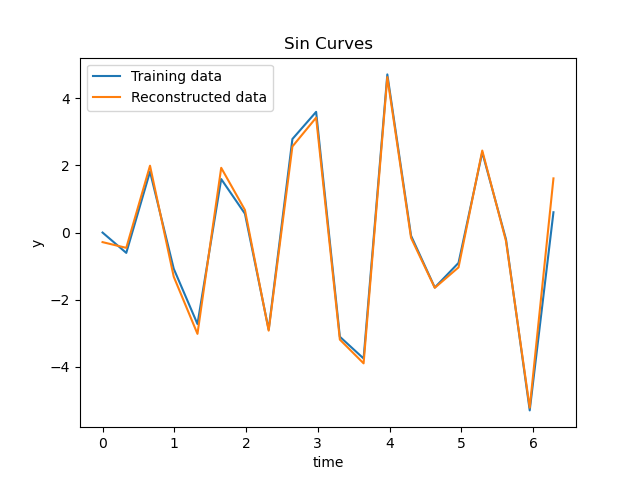 Sin Curves
Training data
Reconstructed data
4
2
0
−2
−4
y
0 1 2 3 4 5 6
time